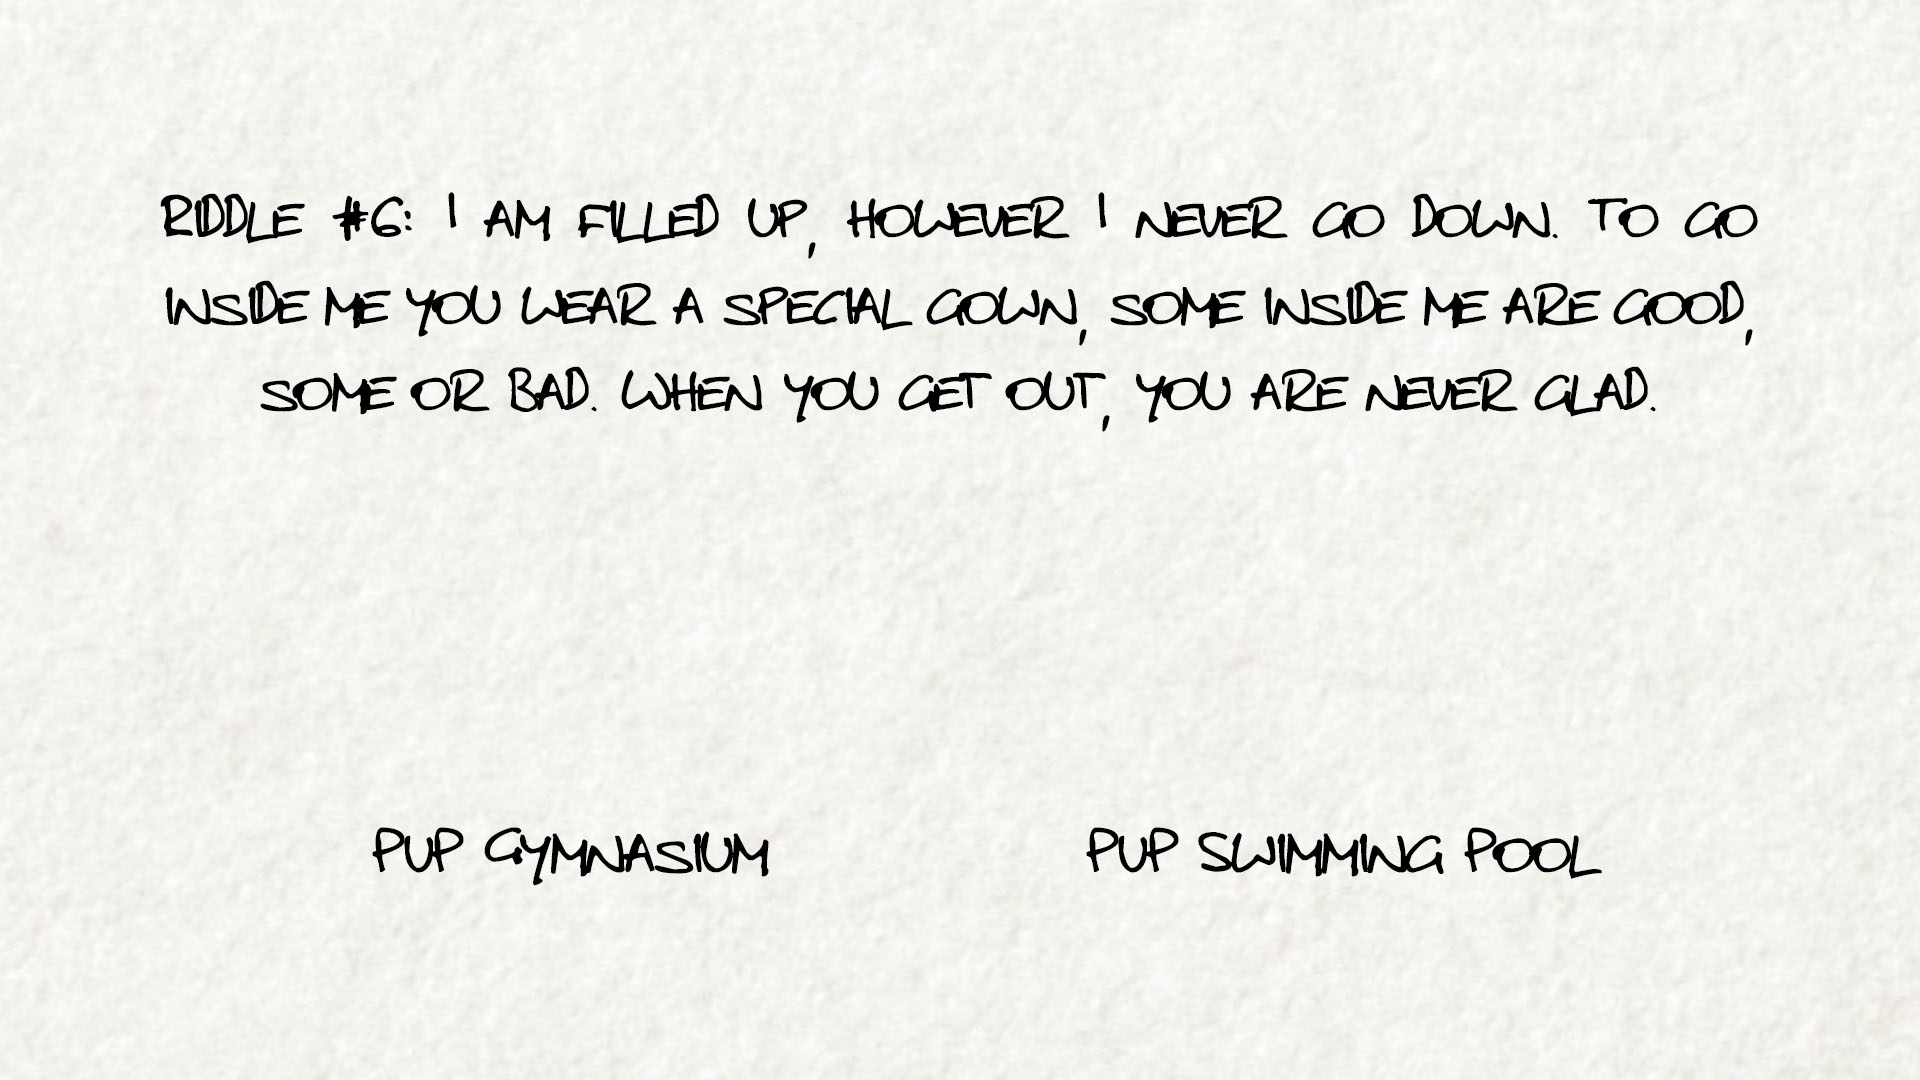 RIDDLE #6: I AM FILLED UP, HOWEVER I NEVER GO DOWN. TO GO
INSIDE ME YOU WEAR A SPECIAL GOWN, SOME INSIDE ME ARE GOOD,
SOME OR BAD. WHEN YOU GET OUT, YOU ARE NEVER GLAD.
PUP GYMNASIUM
PUP SWIMMING POOL